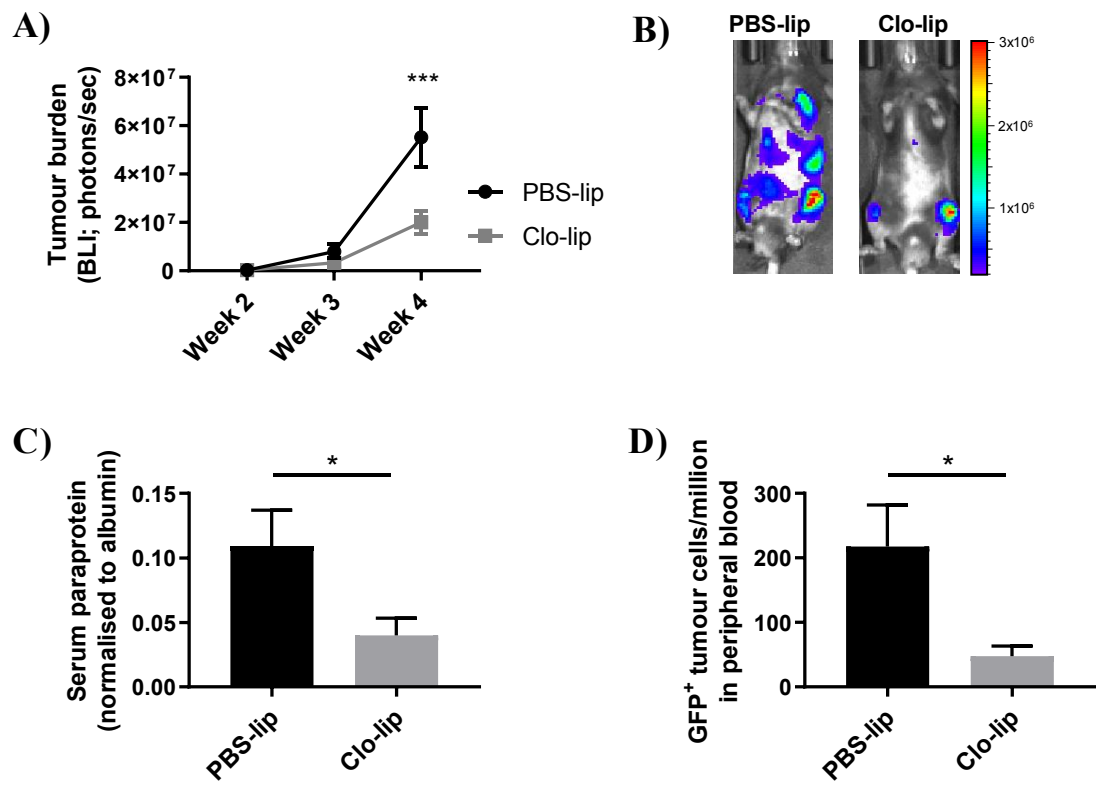 A)
Tumour burden
(BLI; photons/sec)
8×10⁷
6×10⁷
4×10⁷
2×10⁷
0
***
Week 2
Week 3
Week 4
PBS-lip
Clo-lip
B)
PBS-lip
Clo-lip
3x10⁶
2x10⁶
1x10⁶
C)
Serum paraprotein
(normalised to albumin)
0.15
0.10
0.05
0.00
*
PBS-lip
Clo-lip
D)
GFP⁺ tumour cells/million
in peripheral blood
300
200
100
0
*
PBS-lip
Clo-lip